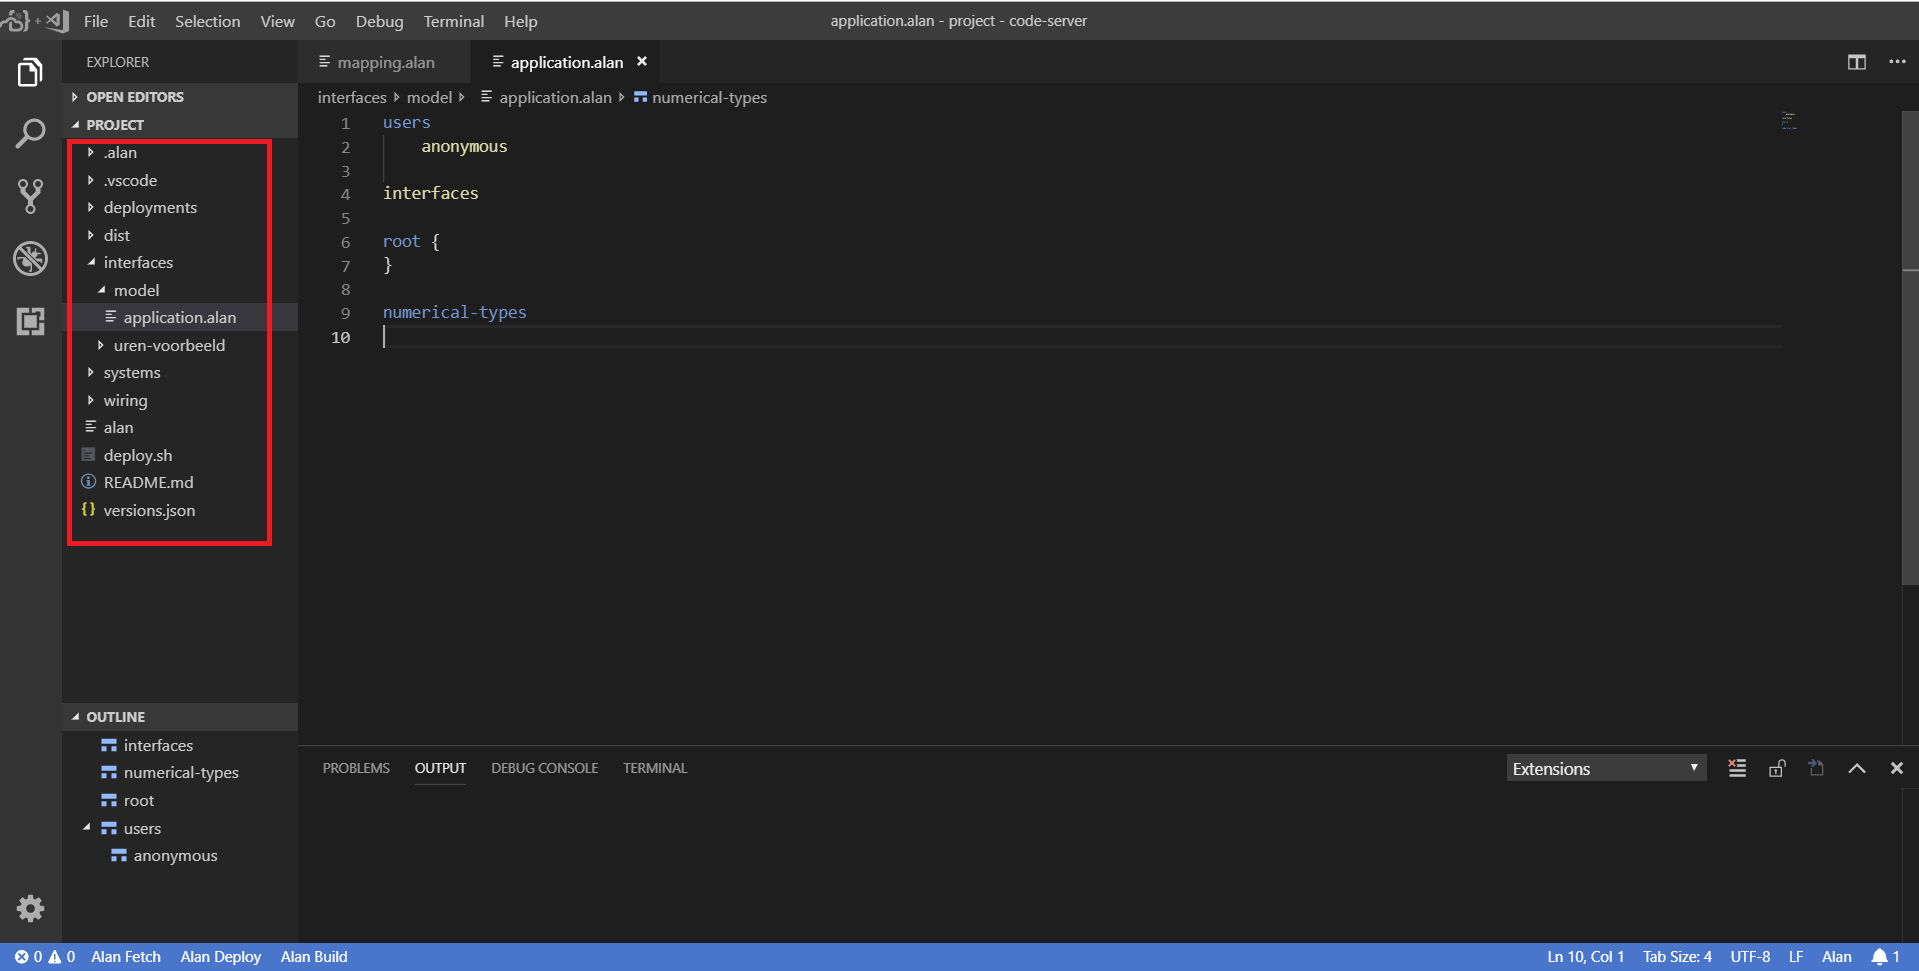 File Edit Selection View Go Debug Terminal Help
application.alan - project - code-server
EXPLORER
OPEN EDITORS
PROJECT
.alan
.vscode
deployments
dist
interfaces
model
application.alan
uren-voorbeeld
systems
wiring
alan
deploy.sh
README.md
versions.json
OUTLINE
interfaces
numerical-types
root
users
anonymous
mapping.alan
application.alan
interfaces model application.alan numerical-types
1 users
2 anonymous
3
4 interfaces
5
6 root {
7 }
8
9 numerical-types
10
PROBLEMS OUTPUT DEBUG CONSOLE TERMINAL
Extensions
0 0 Alan Fetch Alan Deploy Alan Build
Ln 10, Col 1 Tab Size: 4 UTF-8 LF Alan 1